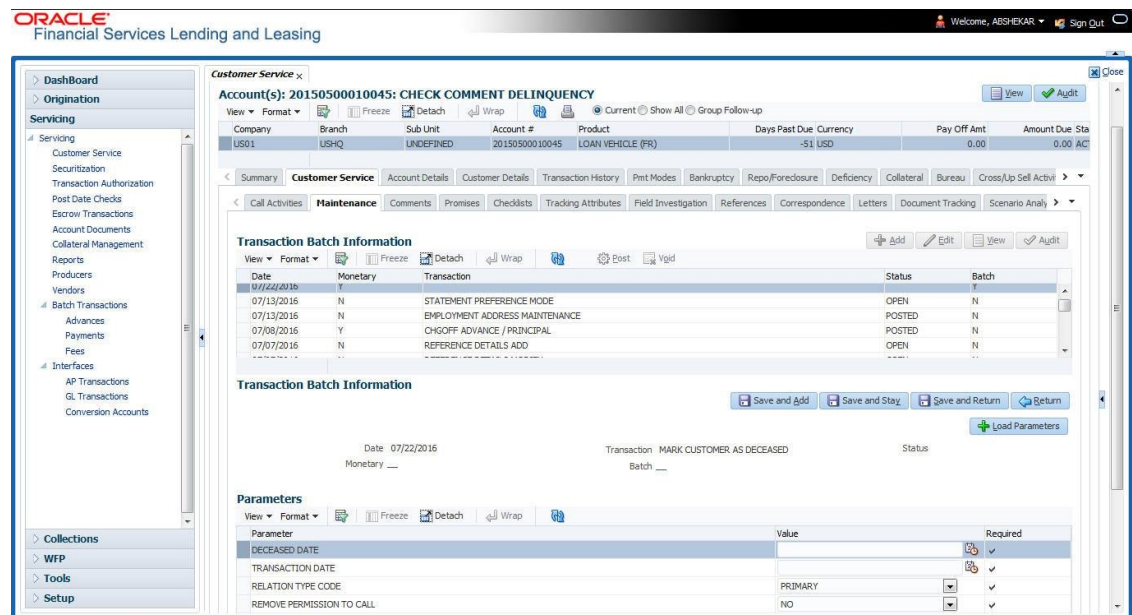 ORACLE
Financial Services Lending and Leasing
Welcome, ABSHEKAR Sign Out
Close
DashBoard
Origination
Servicing
Servicing
Customer Service
Securitization
Transaction Authorization
Post Date Checks
Escrow Transactions
Account Documents
Collateral Management
Reports
Producers
Vendors
Batch Transactions
Advances
Payments
Fees
Interfaces
AP Transactions
GL Transactions
Conversion Accounts
Collections
WFP
Tools
Setup
Customer Service x
Account(s): 20150500010045: CHECK COMMENT DELINQUENCY
View Audit
View Format Freeze Detach Wrap Current Show All Group Follow-up
Company Branch Sub Unit Account # Product Days Past Due Currency Pay Off Amt Amount Due Sta
US01 USHQ UNDEFINED 20150500010045 LOAN VEHICLE (FR) -51 USD 0.00 0.00 ACT
Summary Customer Service Account Details Customer Details Transaction History Pmt Modes Bankruptcy Repo/Foreclosure Deficiency Collateral Bureau Cross/Up Sell Activi
Call Activities Maintenance Comments Promises Checklists Tracking Attributes Field Investigation References Correspondence Letters Document Tracking Scenario Analy
Transaction Batch Information
Add Edit View Audit
View Format Freeze Detach Wrap Post Void
Date Monetary Transaction Status Batch
07/22/2016 Y Y
07/13/2016 N STATEMENT PREFERENCE MODE OPEN N
07/13/2016 N EMPLOYMENT ADDRESS MAINTENANCE POSTED N
07/08/2016 Y CHGOFF ADVANCE / PRINCIPAL POSTED N
07/07/2016 N REFERENCE DETAILS ADD OPEN N
Transaction Batch Information
Save and Add Save and Stay Save and Return Return
Load Parameters
Date 07/22/2016 Transaction MARK CUSTOMER AS DECEASED Status
Monetary Batch
Parameters
View Format Freeze Detach Wrap
Parameter Value Required
DECEASED DATE
TRANSACTION DATE
RELATION TYPE CODE PRIMARY
REMOVE PERMISSION TO CALL NO